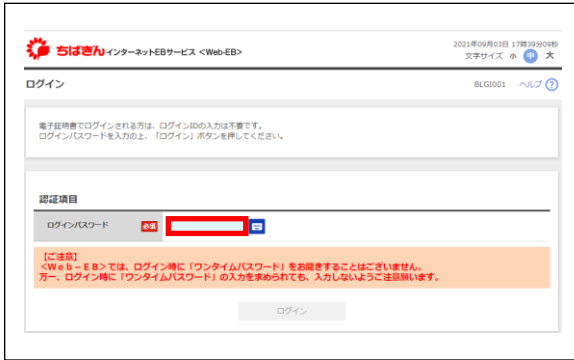 ちばぎん インターネットEBサービス <Web-EB>
2021年09月03日 17時39分09秒
文字サイズ 小 中 大
ログイン
BLGI001 ヘルプ ?
電子証明書でログインされる方は、ログインIDの入力は不要です。
ログインパスワードを入力の上、「ログイン」ボタンを押してください。
認証項目
ログインパスワード 必須
【ご注意】
<Web-EB>では、ログイン時に「ワンタイムパスワード」をお聞きすることはございません。
万一、ログイン時に「ワンタイムパスワード」の入力を求められても、入力しないようご注意願います。
ログイン